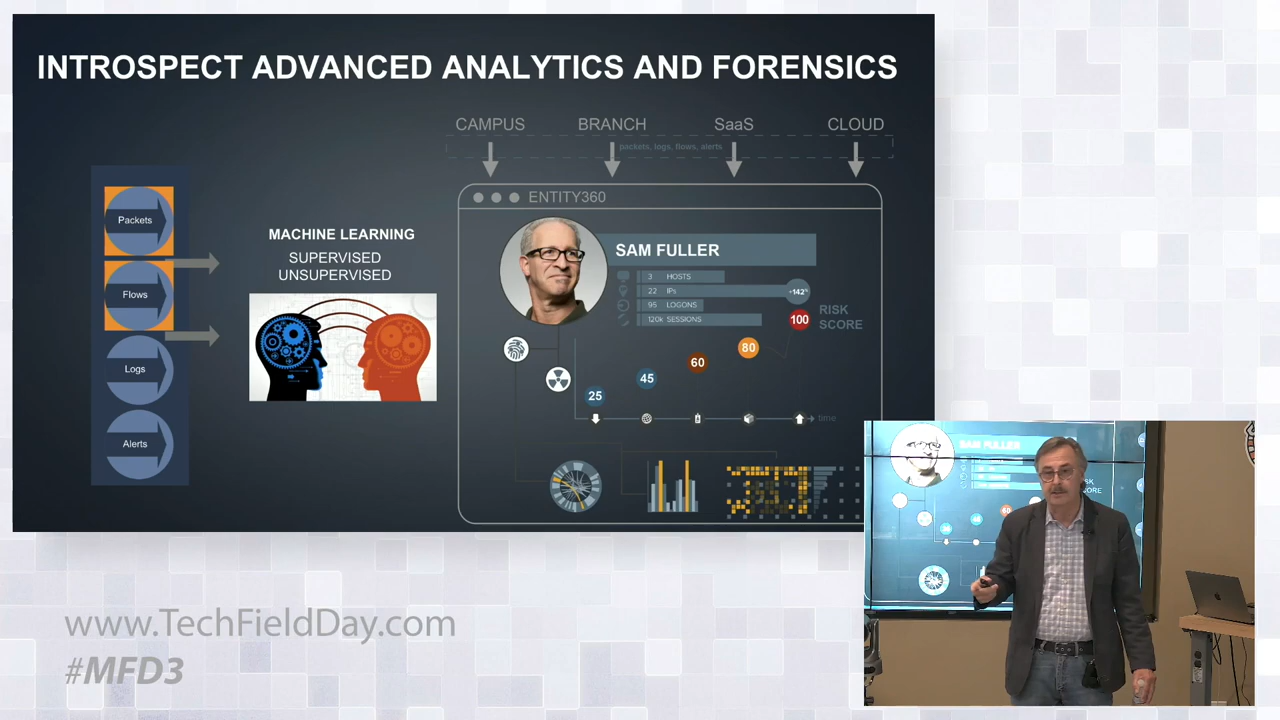 INTROSPECT ADVANCED ANALYTICS AND FORENSICS
CAMPUS BRANCH SaaS CLOUD
packets, logs, flows, alerts
ENTITY360
Packets
Flows
Logs
Alerts
MACHINE LEARNING
SUPERVISED
UNSUPERVISED
SAM FULLER
3 HOSTS
22 IPs
95 LOGONS
120k SESSIONS
+142%
100
RISK
SCORE
80
60
45
25
time
SAM FULLER
www.TechFieldDay.com
#MFD3